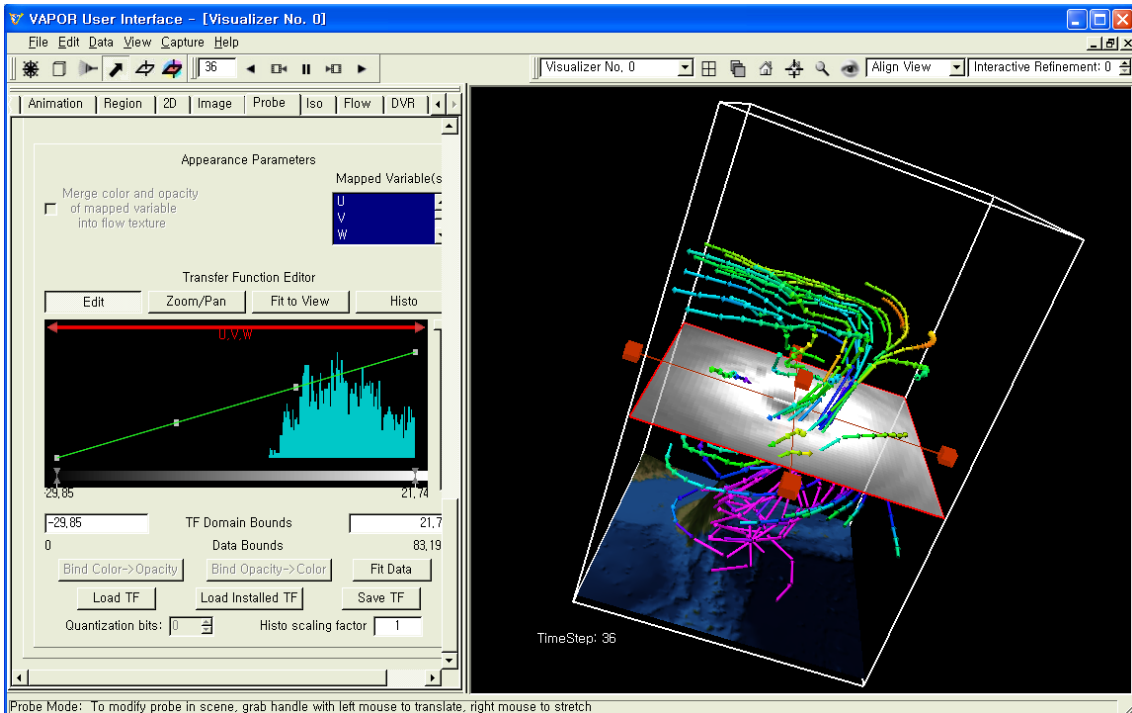 VAPOR User Interface - [Visualizer No. 0]
File Edit Data View Capture Help
36 Visualizer No. 0 Align View Interactive Refinement: 0
Animation Region 2D Image Probe Iso Flow DVR
Appearance Parameters
Mapped Variable(s
Merge color and opacity
of mapped variable
into flow texture
U
V
W
Transfer Function Editor
Edit Zoom/Pan Fit to View Histo
U,V,W
-29,85 21,74
-29,85 TF Domain Bounds 21,7
0 Data Bounds 83,19
Bind Color->Opacity Bind Opacity->Color Fit Data
Load TF Load Installed TF Save TF
Quantization bits: 0 Histo scaling factor 1
TimeStep: 36
Probe Mode: To modify probe in scene, grab handle with left mouse to translate, right mouse to stretch